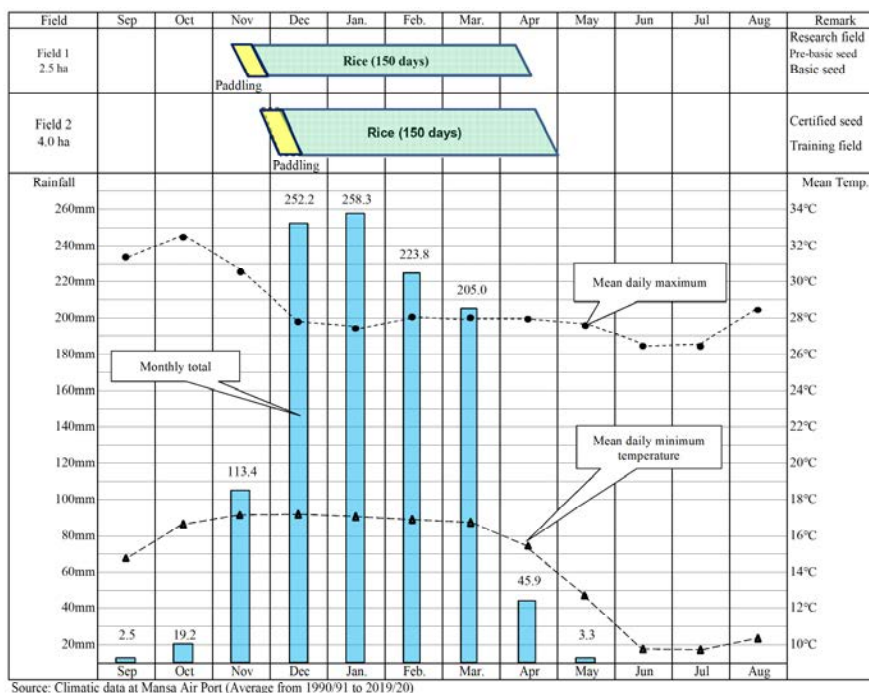 Field Sep Oct Nov Dec Jan. Feb. Mar. Apr May Jun Jul Aug Remark
Field 1
2.5 ha
Rice (150 days)
Paddling
Research field
Pre-basic seed
Basic seed
Field 2
4.0 ha
Rice (150 days)
Paddling
Certified seed
Training field
Rainfall Mean Temp.
252.2 258.3
260mm 34℃
240mm 32℃
223.8
220mm 30℃
Mean daily maximum
205.0
200mm 28℃
180mm 26℃
Monthly total
160mm 24℃
140mm 22℃
Mean daily minimum
temperature
120mm 20℃
113.4
100mm 18℃
80mm 16℃
60mm 14℃
45.9
40mm 12℃
2.5 19.2 3.3
20mm 10℃
Sep Oct Nov Dec Jan. Feb. Mar. Apr May Jun Jul Aug
Source: Climatic data at Mansa Air Port (Average from 1990/91 to 2019/20)